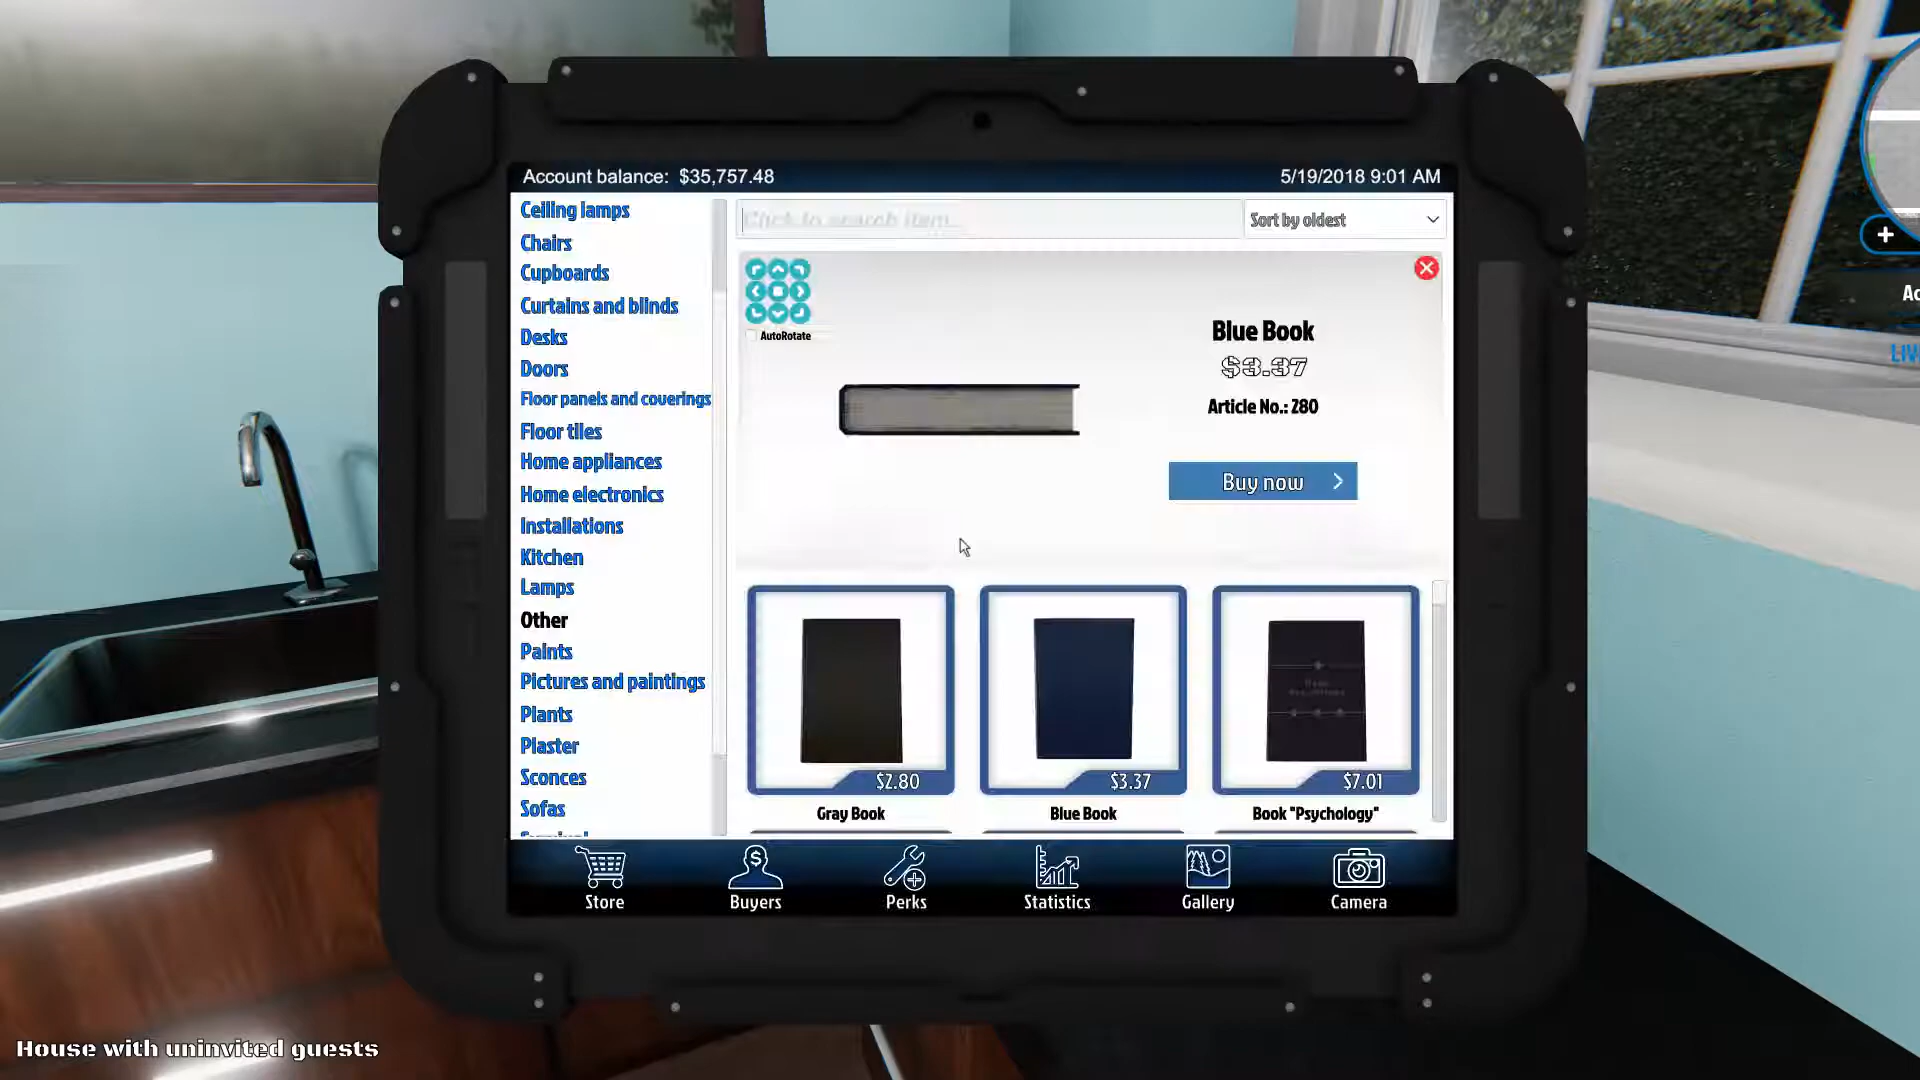 Account balance: $35,757.48
5/19/2018 9:01 AM
Ceiling lamps
Chairs
Cupboards
Curtains and blinds
Desks
Doors
Floor panels and coverings
Floor tiles
Home appliances
Home electronics
Installations
Kitchen
Lamps
Other
Paints
Pictures and paintings
Plants
Plaster
Sconces
Sofas
Click to search item...
Sort by oldest
AutoRotate
Blue Book
$3.37
Article No.: 280
Buy now
$2.80
Gray Book
$3.37
Blue Book
$7.01
Book "Psychology"
Store
Buyers
Perks
Statistics
Gallery
Camera
House with uninvited guests